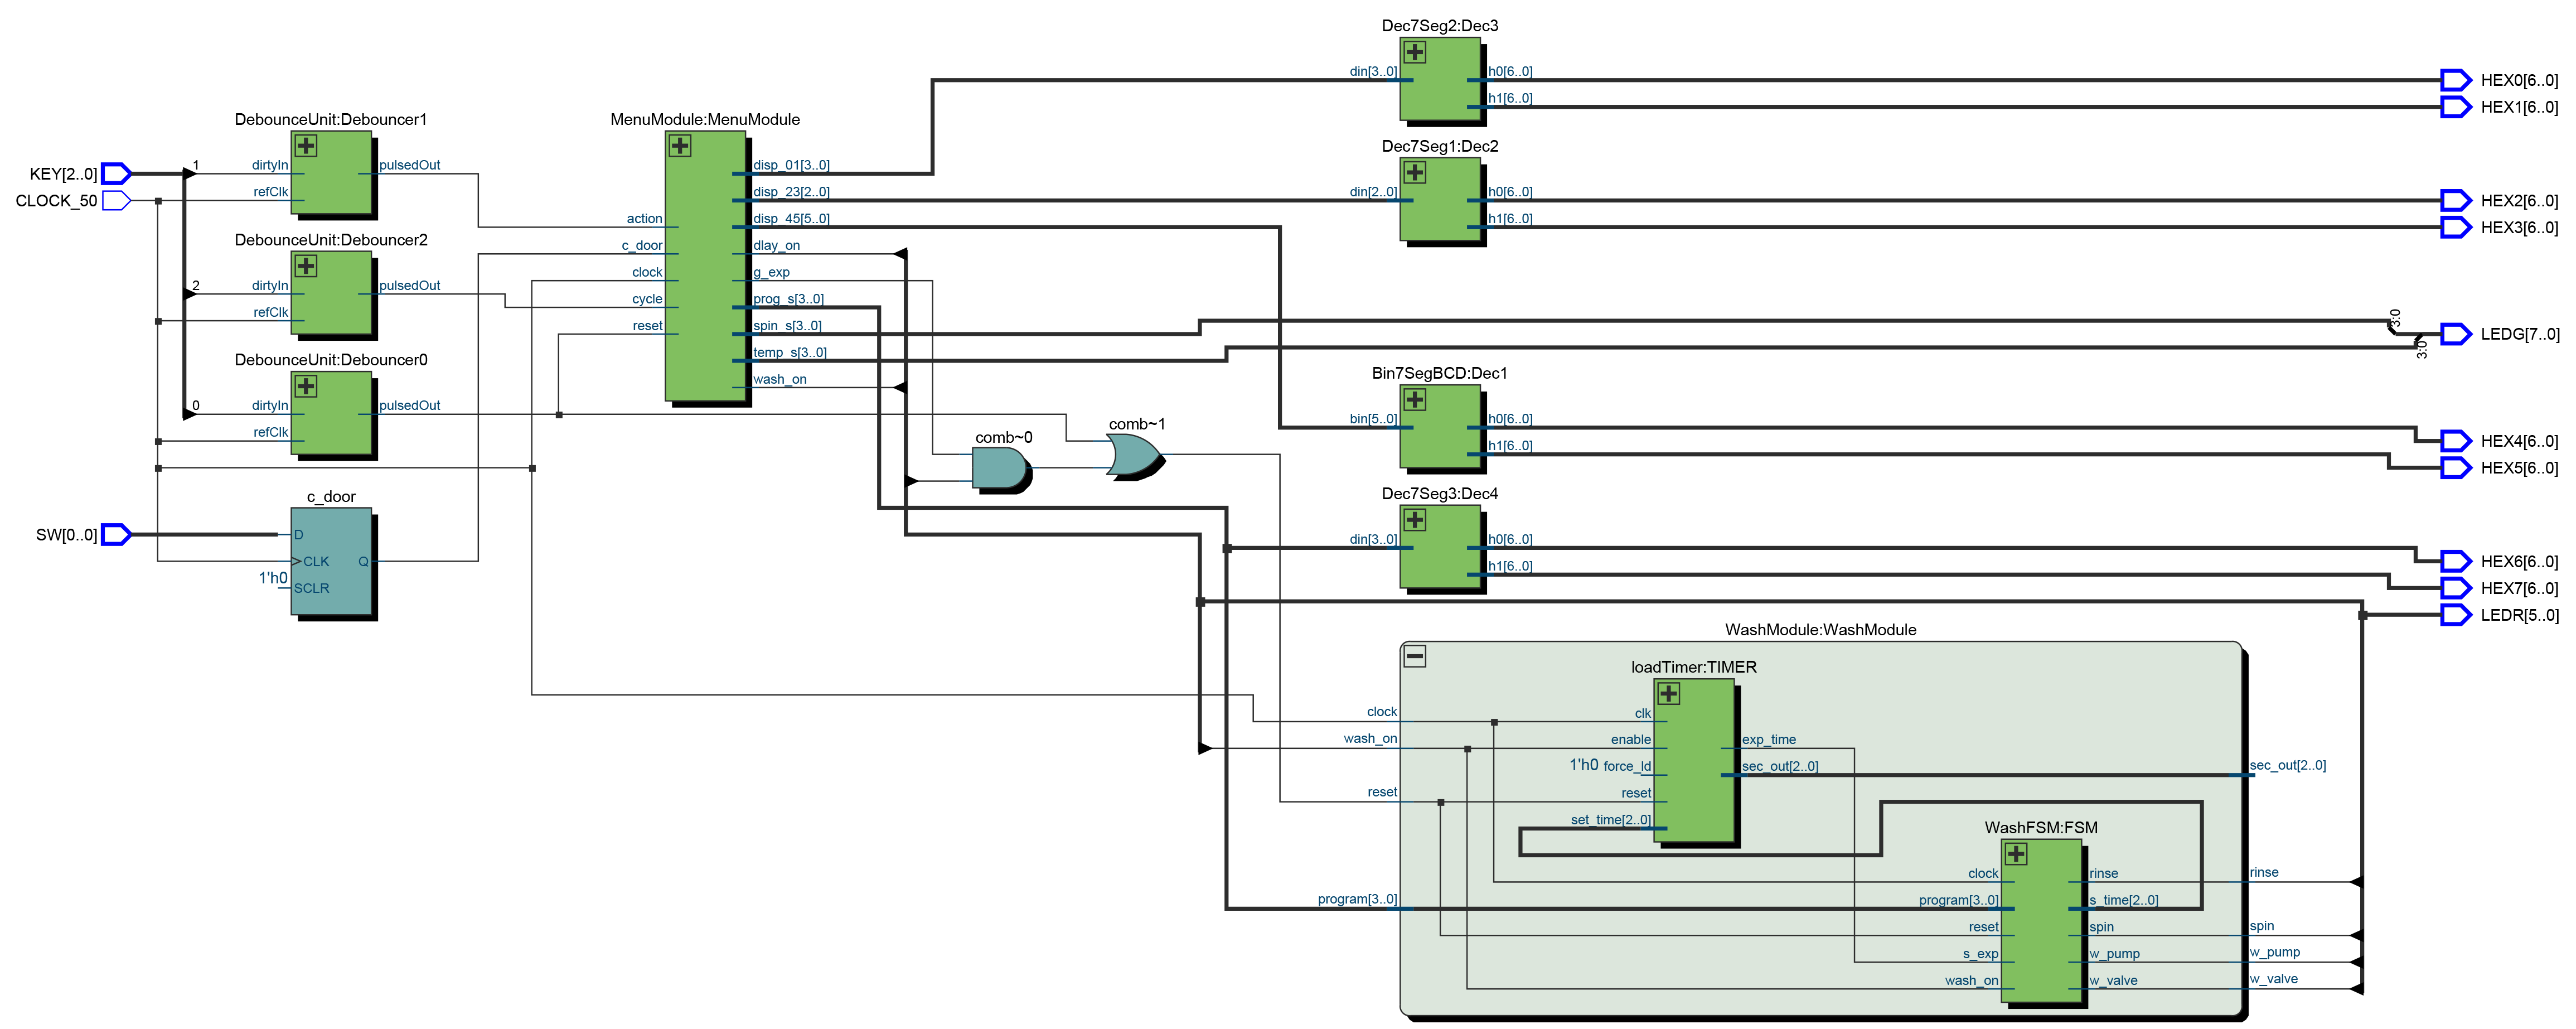 KEY[2..0]
CLOCK_50
SW[0..0]
1
2
0
DebounceUnit:Debouncer1
dirtyIn
refClk
pulsedOut
DebounceUnit:Debouncer2
dirtyIn
refClk
pulsedOut
DebounceUnit:Debouncer0
dirtyIn
refClk
pulsedOut
c_door
D
CLK
Q
1'h0
SCLR
MenuModule:MenuModule
action
c_door
clock
cycle
reset
disp_01[3..0]
disp_23[2..0]
disp_45[5..0]
dlay_on
g_exp
prog_s[3..0]
spin_s[3..0]
temp_s[3..0]
wash_on
comb~0
comb~1
Dec7Seg2:Dec3
din[3..0]
h0[6..0]
h1[6..0]
Dec7Seg1:Dec2
din[2..0]
h0[6..0]
h1[6..0]
Bin7SegBCD:Dec1
bin[5..0]
h0[6..0]
h1[6..0]
Dec7Seg3:Dec4
din[3..0]
h0[6..0]
h1[6..0]
WashModule:WashModule
clock
wash_on
reset
program[3..0]
loadTimer:TIMER
clk
enable
1'h0 force_ld
reset
set_time[2..0]
exp_time
sec_out[2..0]
WashFSM:FSM
clock
program[3..0]
reset
s_exp
wash_on
rinse
s_time[2..0]
spin
w_pump
w_valve
sec_out[2..0]
rinse
spin
w_pump
w_valve
3:0
3:0
HEX0[6..0]
HEX1[6..0]
HEX2[6..0]
HEX3[6..0]
LEDG[7..0]
HEX4[6..0]
HEX5[6..0]
HEX6[6..0]
HEX7[6..0]
LEDR[5..0]